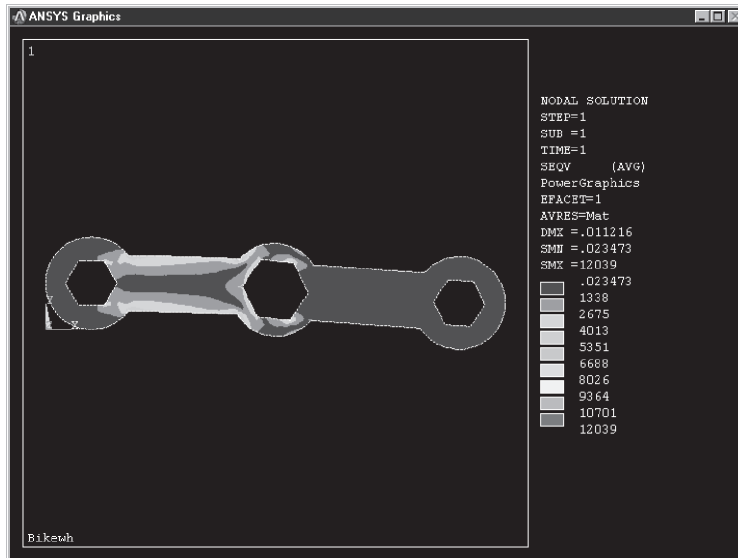 ANSYS Graphics
1
NODAL SOLUTION
STEP=1
SUB =1
TIME=1
SEQV (AVG)
PowerGraphics
EFACET=1
AVRES=Mat
DMX =.011216
SMN =.023473
SMX =12039
.023473
1338
2675
4013
5351
6688
8026
9364
10701
12039
Y
X
Bikewh